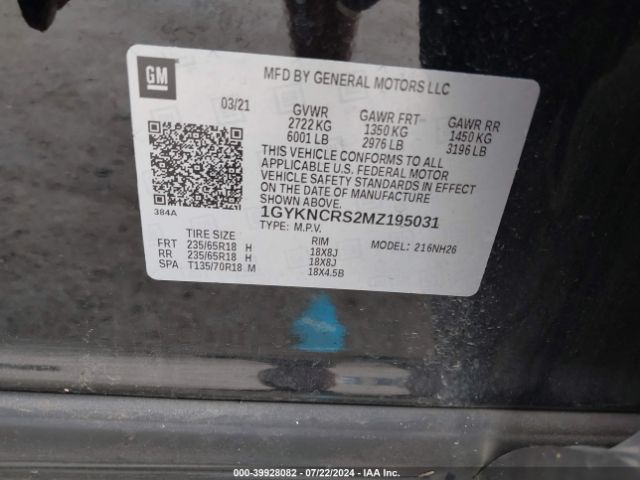 GM
MFD BY GENERAL MOTORS LLC
03/21 GVWR GAWR FRT GAWR RR
2722 KG 1350 KG 1450 KG
6001 LB 2976 LB 3196 LB
THIS VEHICLE CONFORMS TO ALL
APPLICABLE U.S. FEDERAL MOTOR
VEHICLE SAFETY STANDARDS IN EFFECT
ON THE DATE OF MANUFACTURE
SHOWN ABOVE.
384A
1GYKNCRS2MZ195031
TYPE: M.P.V. MODEL: 216NH26
TIRE SIZE RIM
FRT 235/65R18 H 18X8J
RR 235/65R18 H 18X8J
SPA T135/70R18 M 18X4.5B
000-39928082 - 07/22/2024 - IAA Inc.